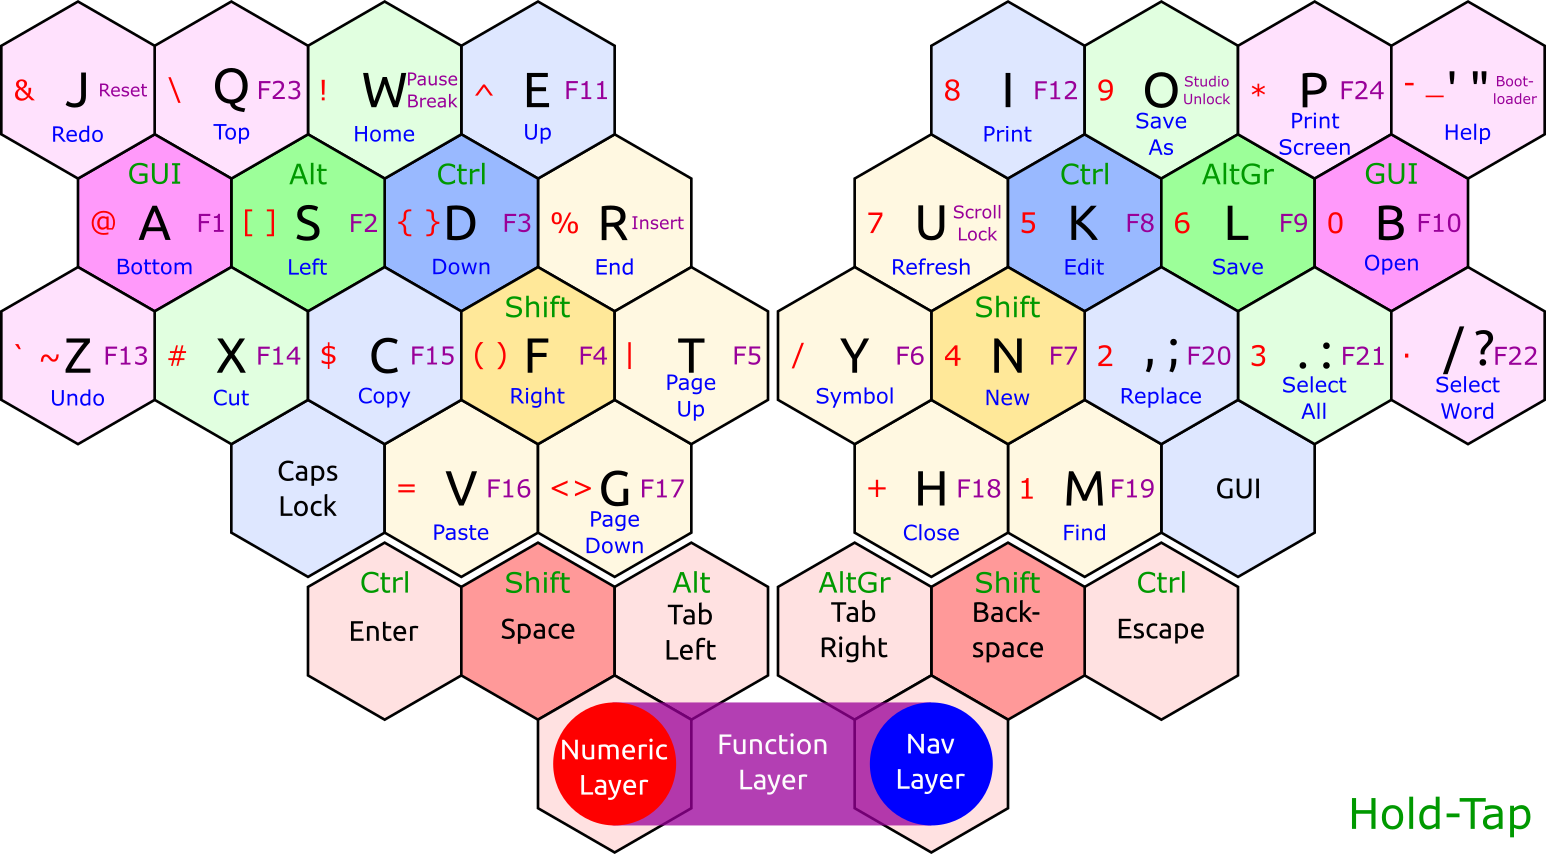 & J Reset
Redo
\ Q F23
Top
! W Pause
Break
Home
^ E F11
Up
8 I F12
Print
9 O Studio
Unlock
Save
As
* P F24
Print
Screen
- _ ' " Boot-
loader
Help
GUI
@ A F1
Bottom
Alt
[ ] S F2
Left
Ctrl
{ } D F3
Down
% R Insert
End
7 U Scroll
Lock
Refresh
Ctrl
5 K F8
Edit
AltGr
6 L F9
Save
GUI
0 B F10
Open
` ~ Z F13
Undo
# X F14
Cut
$ C F15
Copy
Shift
( ) F F4
Right
| T F5
Page
Up
/ Y F6
Symbol
Shift
4 N F7
New
2 , ; F20
Replace
3 . : F21
Select
All
. / ? F22
Select
Word
Caps
Lock
= V F16
Paste
< > G F17
Page
Down
+ H F18
Close
1 M F19
Find
GUI
Ctrl
Enter
Shift
Space
Alt
Tab
Left
AltGr
Tab
Right
Shift
Back-
space
Ctrl
Escape
Numeric
Layer
Function
Layer
Nav
Layer
Hold-Tap